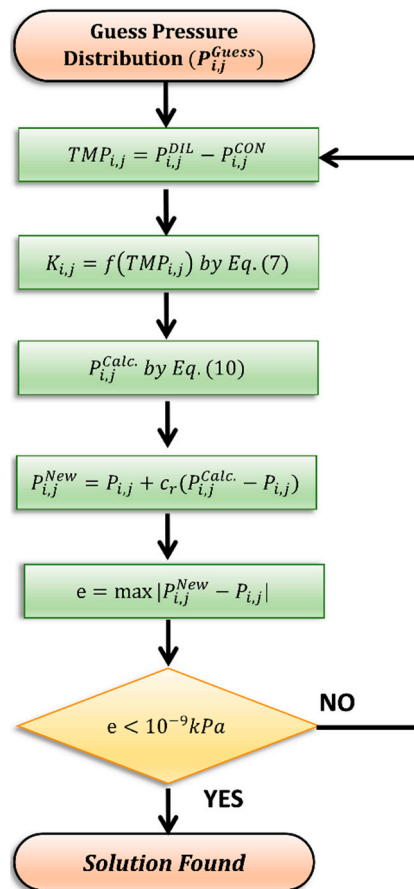 Guess Pressure
Distribution (P_{i,j}^{Guess})
TMP_{i,j} = P_{i,j}^{DIL} − P_{i,j}^{CON}
K_{i,j} = f(TMP_{i,j}) by Eq. (7)
P_{i,j}^{Calc.} by Eq. (10)
P_{i,j}^{New} = P_{i,j} + c_r(P_{i,j}^{Calc.} − P_{i,j})
e = max |P_{i,j}^{New} − P_{i,j}|
e < 10^{−9}kPa
NO
YES
Solution Found